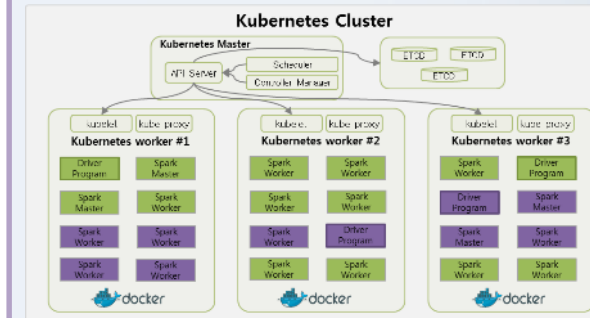 Kubernetes Cluster
Kubernetes Master
API Server
Scheduler
Controller Manager
ETCD
ETCD
ETCD
kubelet
kube proxy
Kubernetes worker #1
Driver
Program
Spark
Master
Spark
Master
Spark
Worker
Spark
Worker
Spark
Worker
Spark
Worker
Spark
Worker
docker
kubelet
kube proxy
Kubernetes worker #2
Spark
Worker
Spark
Worker
Spark
Worker
Spark
Worker
Spark
Worker
Driver
Program
Spark
Worker
Spark
Worker
docker
kubelet
kube proxy
Kubernetes worker #3
Spark
Worker
Driver
Program
Driver
Program
Spark
Master
Spark
Master
Spark
Worker
Spark
Worker
Spark
Worker
docker